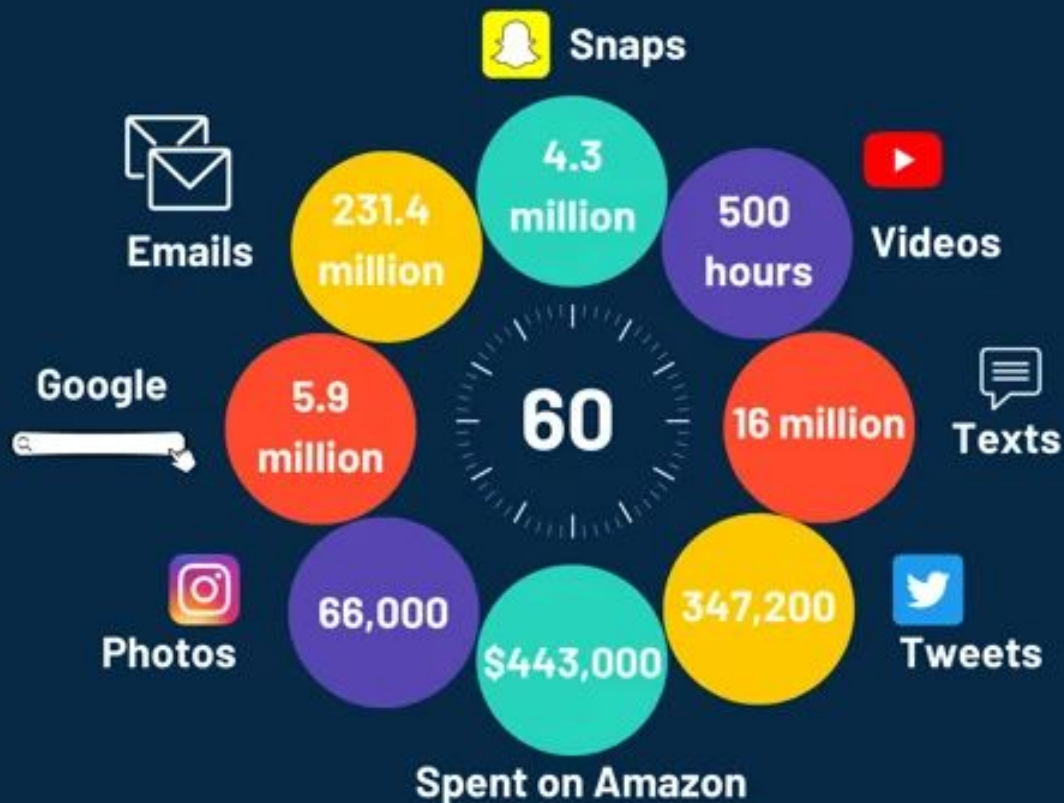 Snaps
4.3
million
500
hours
Videos
16 million
Texts
347,200
Tweets
$443,000
Spent on Amazon
66,000
Photos
5.9
million
Google
231.4
million
Emails
60